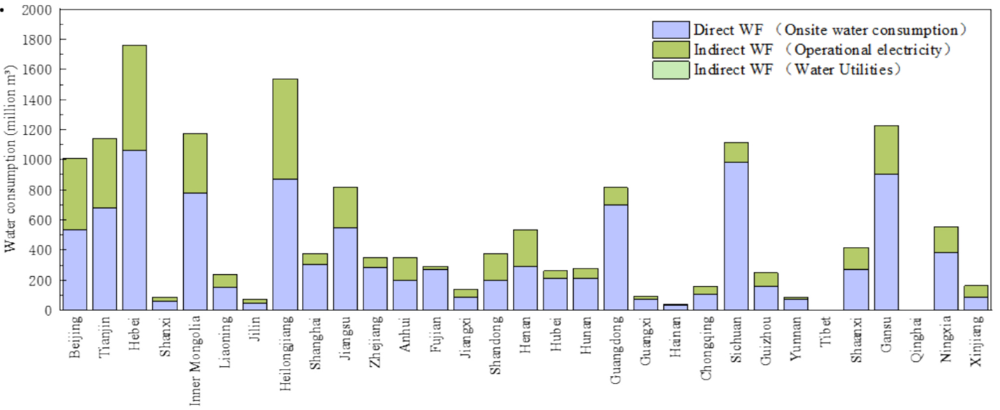 Water consumption (million m³)
2000
1800
1600
1400
1200
1000
800
600
400
200
0
Direct WF （Onsite water consumption）
Indirect WF （Operational electricity）
Indirect WF （Water Utilities）
Beijing
Tianjin
Hebei
Shanxi
Inner Mongolia
Liaoning
Jilin
Heilongjiang
Shanghai
Jiangsu
Zhejiang
Anhui
Fujian
Jiangxi
Shandong
Henan
Hubei
Hunan
Guangdong
Guangxi
Hainan
Chongqing
Sichuan
Guizhou
Yunnan
Tibet
Shaanxi
Gansu
Qinghai
Ningxia
Xinjiang